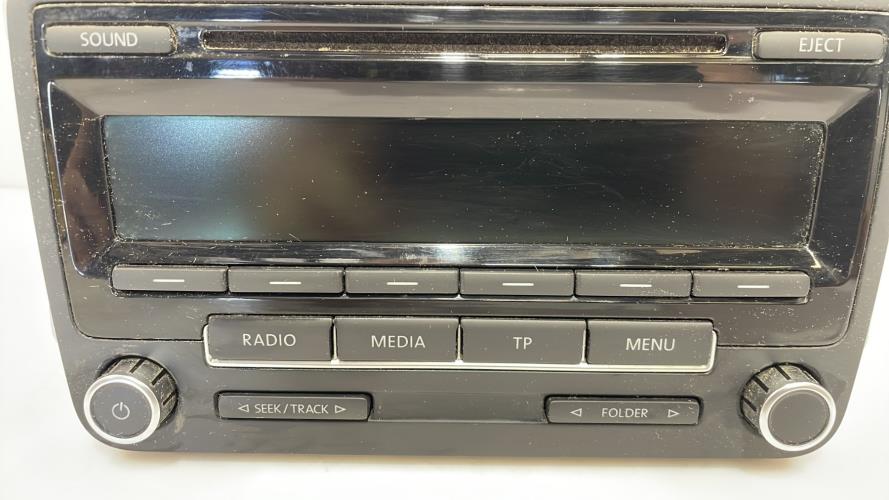 SOUND EJECT
RADIO MEDIA TP MENU
SEEK/TRACK FOLDER